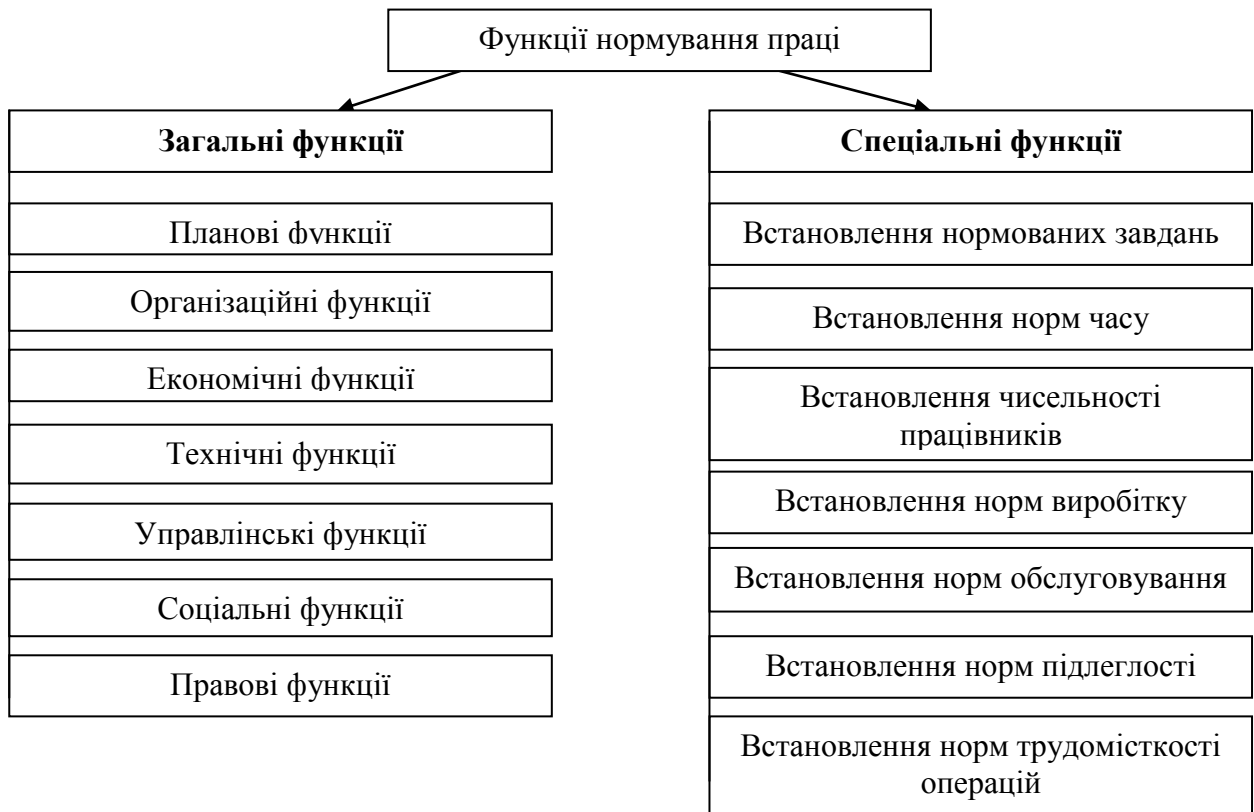 Функції нормування праці
Загальні функції
Планові функції
Організаційні функції
Економічні функції
Технічні функції
Управлінські функції
Соціальні функції
Правові функції
Спеціальні функції
Встановлення нормованих завдань
Встановлення норм часу
Встановлення чисельності
працівників
Встановлення норм виробітку
Встановлення норм обслуговування
Встановлення норм підлеглості
Встановлення норм трудомісткості
операцій